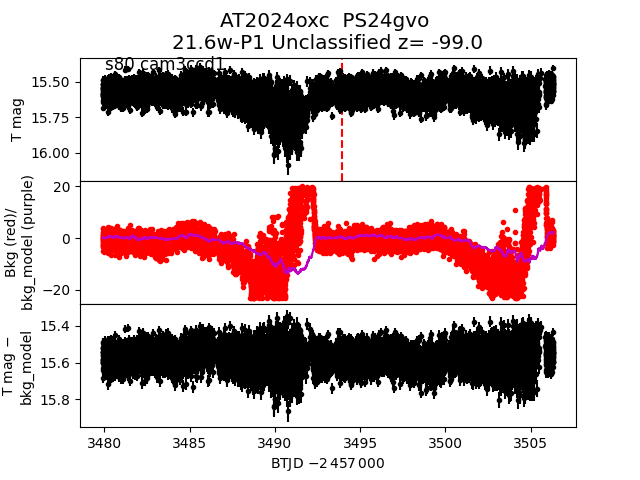 AT2024oxc  PS24gvo
21.6w-P1 Unclassified z= -99.0
s80 cam3ccd1
15.50
15.75
16.00
T mag
20
0
−20
Bkg (red)/
bkg_model (purple)
15.4
15.6
15.8
T mag −
bkg_model
3480
3485
3490
3495
3500
3505
BTJD −2 457 000